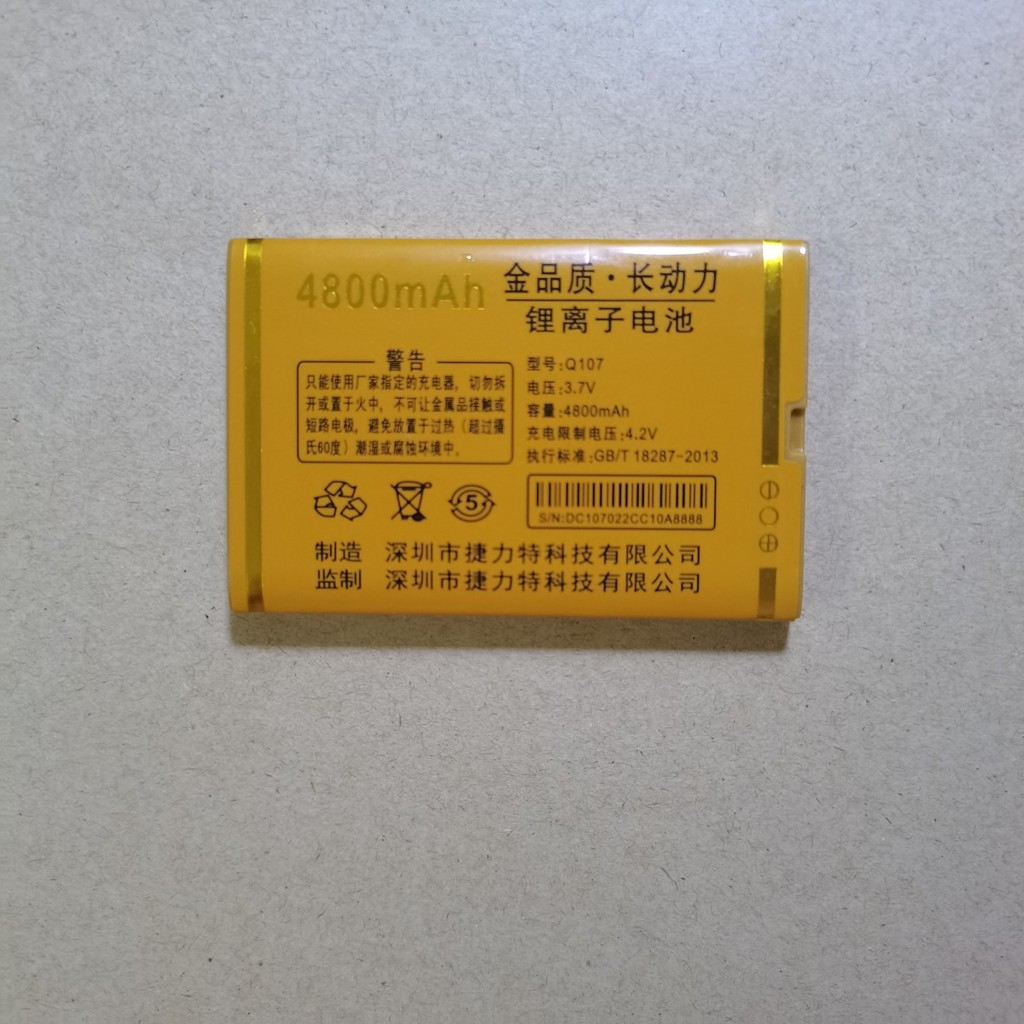 4800mAh
金品质·长动力
锂离子电池
警告
只能使用厂家指定的充电器，切勿拆
开或置于火中，不可让金属品接触或
短路电极，避免放置于过热（超过摄
氏60度）潮湿或腐蚀环境中。
型号:Q107
电压:3.7V
容量:4800mAh
充电限制电压:4.2V
执行标准:GB/T 18287-2013
5
S/N:DC107022CC10A8888
制造 深圳市捷力特科技有限公司
监制 深圳市捷力特科技有限公司